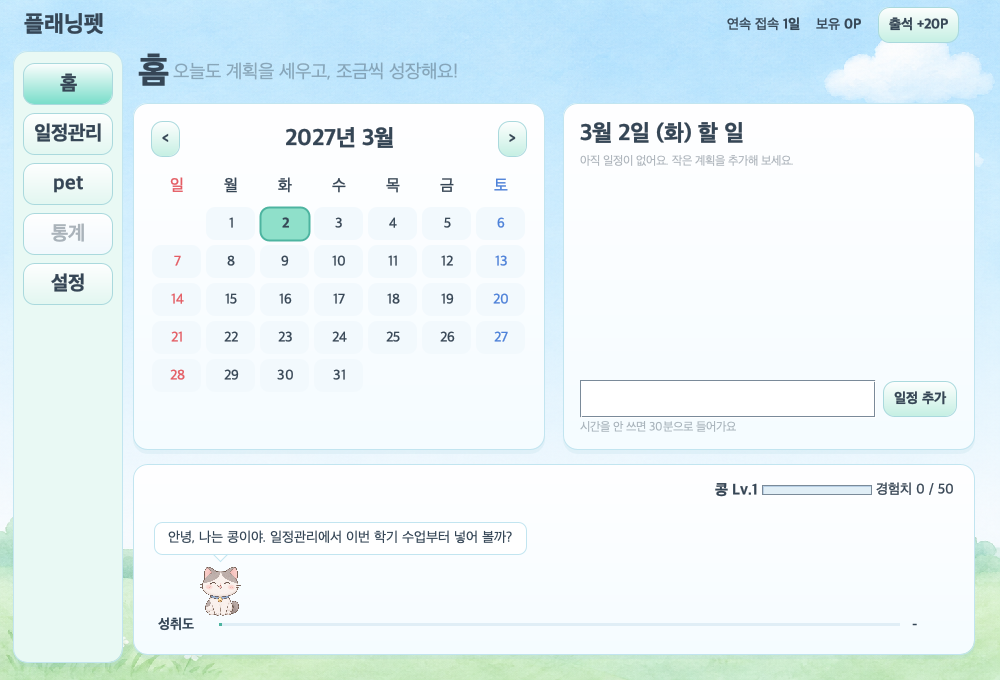 플래닝펫
연속 접속 1일 보유 0P 출석 +20P
홈
일정관리
pet
통계
설정
홈 오늘도 계획을 세우고, 조금씩 성장해요!
< 2027년 3월 >
일 월 화 수 목 금 토
1 2 3 4 5 6
7 8 9 10 11 12 13
14 15 16 17 18 19 20
21 22 23 24 25 26 27
28 29 30 31
3월 2일 (화) 할 일
아직 일정이 없어요. 작은 계획을 추가해 보세요.
일정 추가
시간을 안 쓰면 30분으로 들어가요
콩 Lv.1 경험치 0 / 50
안녕, 나는 콩이야. 일정관리에서 이번 학기 수업부터 넣어 볼까?
성취도 -